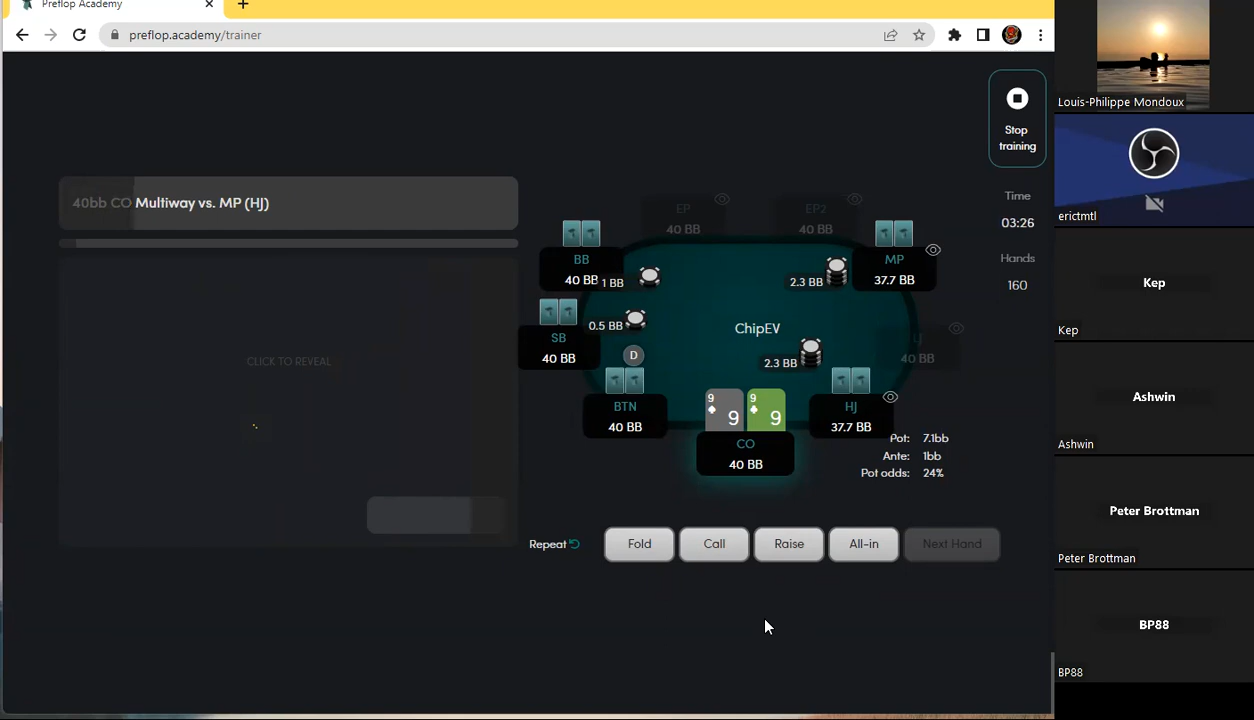 Preflop Academy
preflop.academy/trainer
40bb CO Multiway vs. MP (HJ)
CLICK TO REVEAL
EP
40 BB
EP2
40 BB
BB
40 BB
1 BB
MP
37.7 BB
2.3 BB
SB
40 BB
0.5 BB
ChipEV
LJ
40 BB
2.3 BB
D
BTN
40 BB
9
9
9
9
CO
40 BB
HJ
37.7 BB
Pot: 7.1bb
Ante: 1bb
Pot odds: 24%
Repeat
Fold
Call
Raise
All-in
Next Hand
Stop
training
Time
03:26
Hands
160
Louis-Philippe Mondoux
erictmtl
Kep
Kep
Ashwin
Ashwin
Peter Brottman
Peter Brottman
BP88
BP88